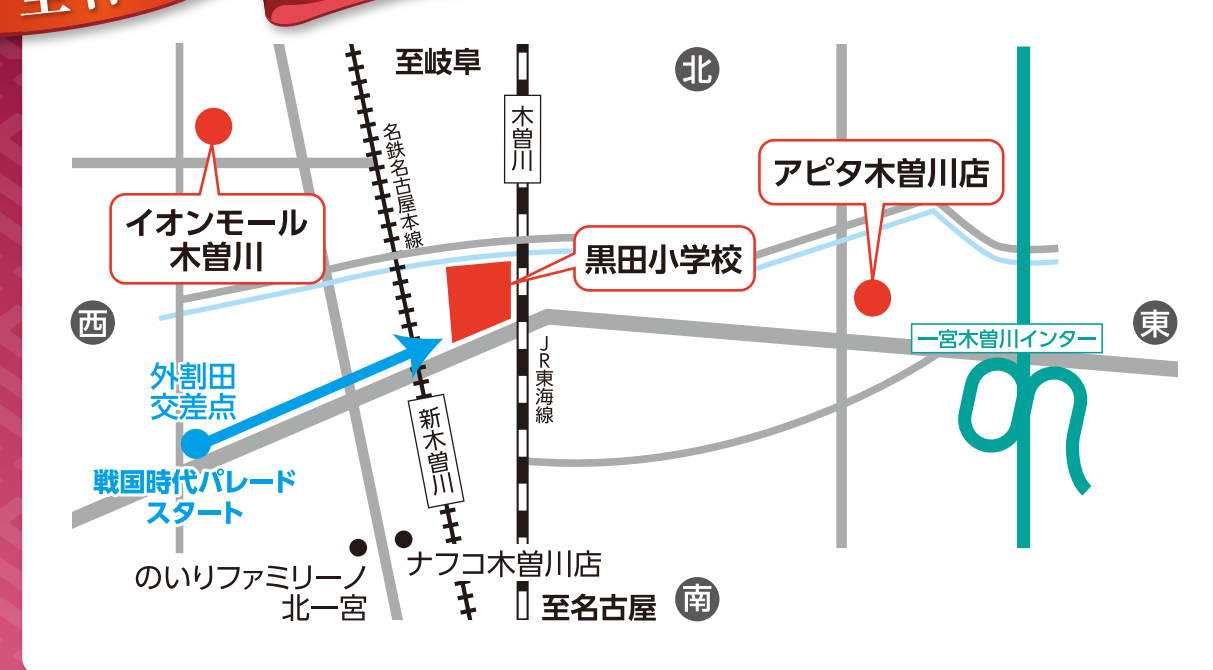 至岐阜
北
木曽川
名鉄名古屋本線
アピタ木曽川店
イオンモール
木曽川
黒田小学校
西
東
一宮木曽川インター
JR東海線
外割田
交差点
新木曽川
戦国時代パレード
スタート
ナフコ木曽川店
のいりファミリーノ
北一宮
至名古屋
南